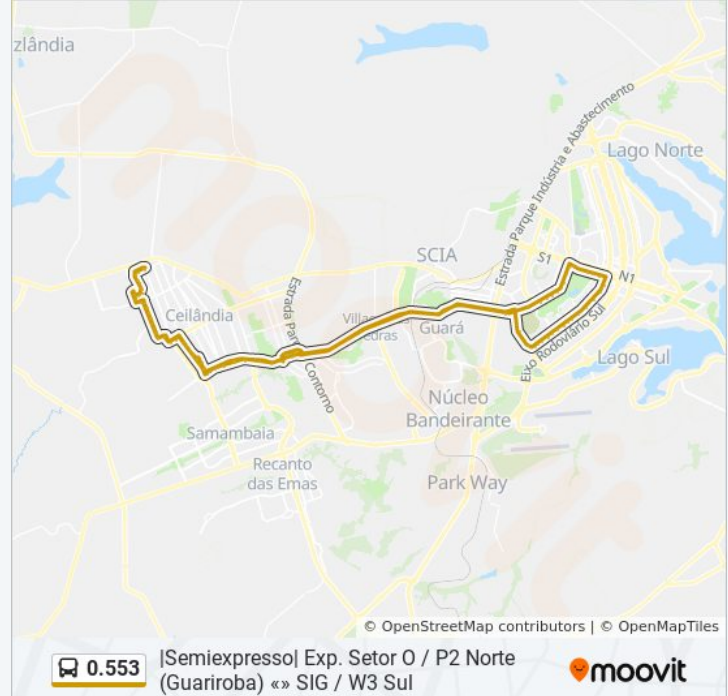 zlândia
Estrada Parque Indústria e Abastecimento
Lago Norte
SCIA
S1
N1
Ceilândia
Estrada Par
Contorno
Guará
Eixo Rodoviário Sul
Lago Sul
Núcleo
Bandeirante
Samambaia
Recanto
das Emas
Park Way
© OpenStreetMap contributors | © OpenMapTiles
0.553
|Semiexpresso| Exp. Setor O / P2 Norte
(Guariroba) «» SIG / W3 Sul
moovit